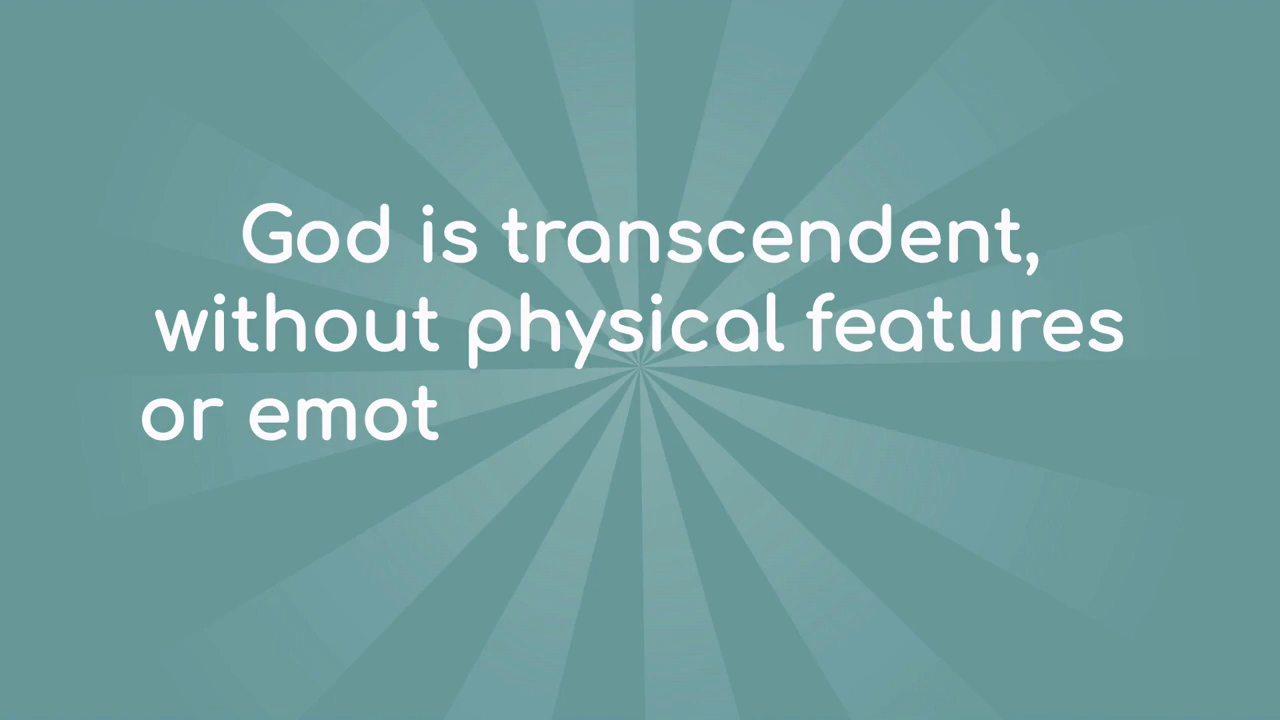 God is transcendent,
without physical features
or emot